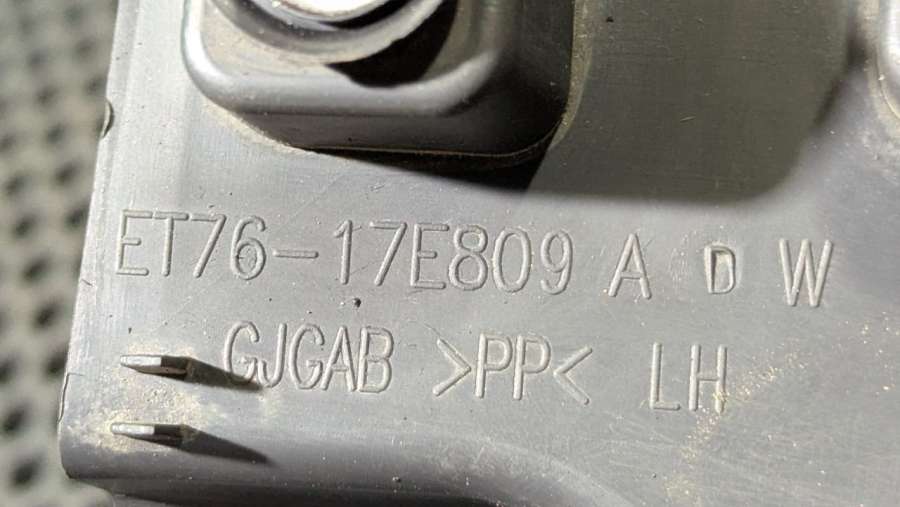 ET76-17E809 A D W
GJGAB >PP< LH